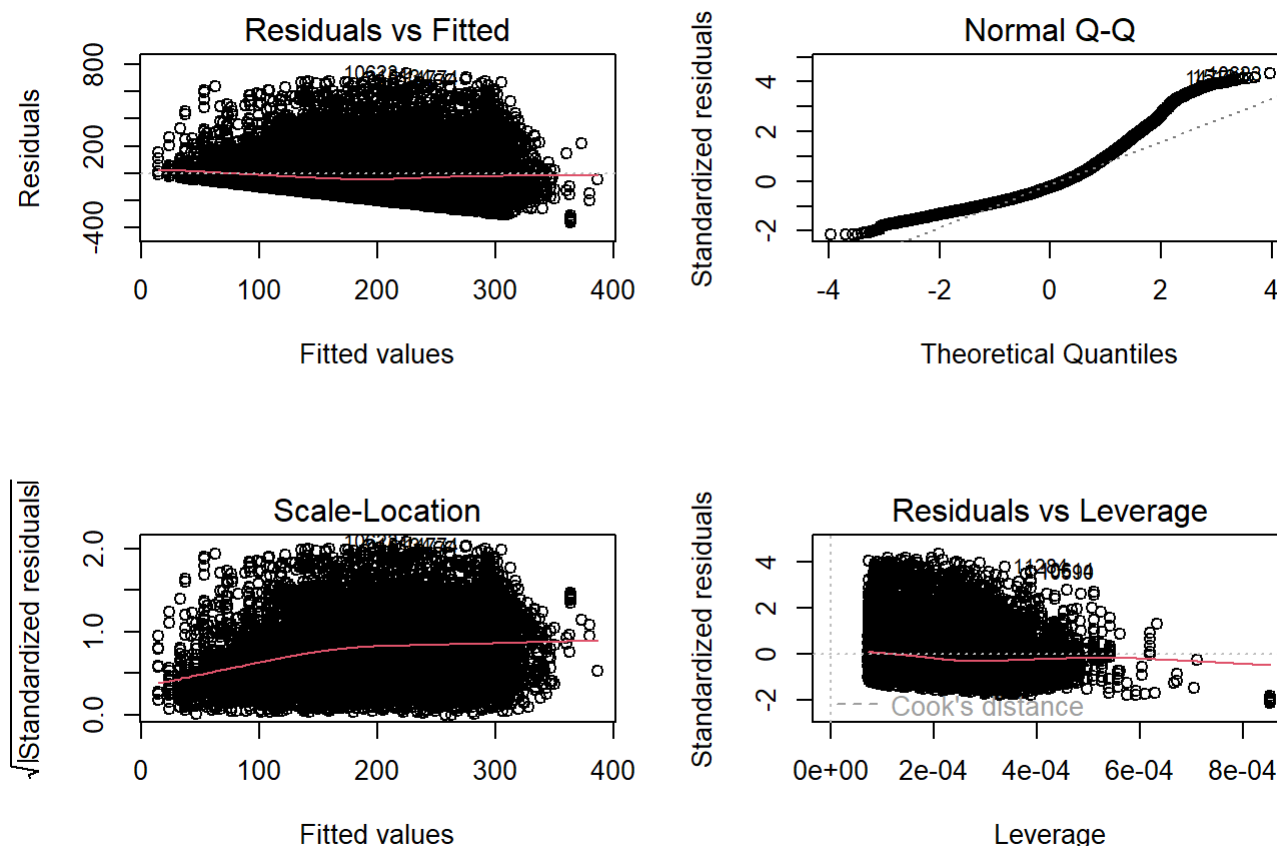 Residuals vs Fitted
Residuals
-400
200
800
0
100
200
300
400
Fitted values
Normal Q-Q
Standardized residuals
-2
0
2
4
-4
-2
0
2
4
Theoretical Quantiles
Scale-Location
√|Standardized residuals|
0.0
1.0
2.0
0
100
200
300
400
Fitted values
Residuals vs Leverage
Standardized residuals
-2
0
2
4
Cook's distance
0e+00
2e-04
4e-04
6e-04
8e-04
Leverage